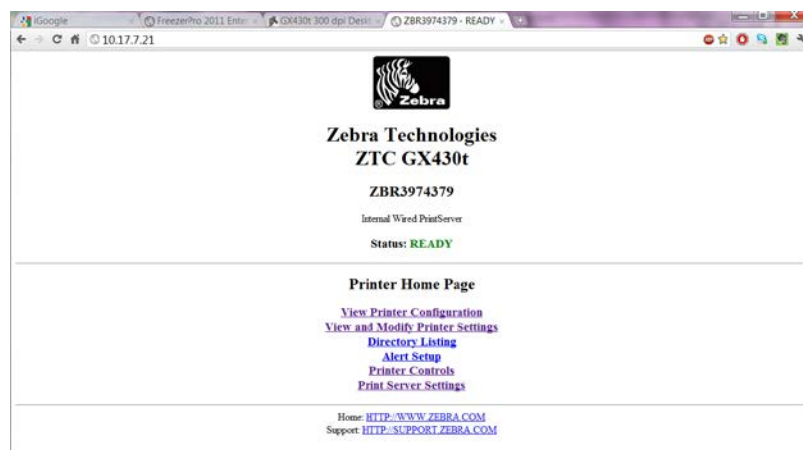 iGoogle
FreezerPro 2011 Enter
GX430t 300 dpi Deskt
ZBR3974379 - READY
10.17.7.21
Zebra
Zebra Technologies
ZTC GX430t
ZBR3974379
Internal Wired PrintServer
Status: READY
Printer Home Page
View Printer Configuration
View and Modify Printer Settings
Directory Listing
Alert Setup
Printer Controls
Print Server Settings
Home: HTTP://WWW.ZEBRA.COM
Support: HTTP://SUPPORT.ZEBRA.COM